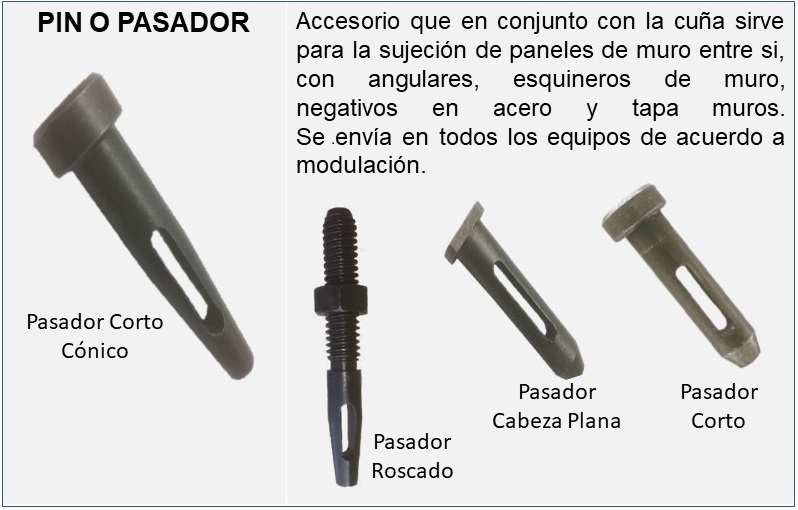 PIN O PASADOR
Accesorio que en conjunto con la cuña sirve
para la sujeción de paneles de muro entre si,
con angulares, esquineros de muro,
negativos en acero y tapa muros.
Se .envía en todos los equipos de acuerdo a
modulación.
Pasador Corto
Cónico
Pasador
Roscado
Pasador
Cabeza Plana
Pasador
Corto